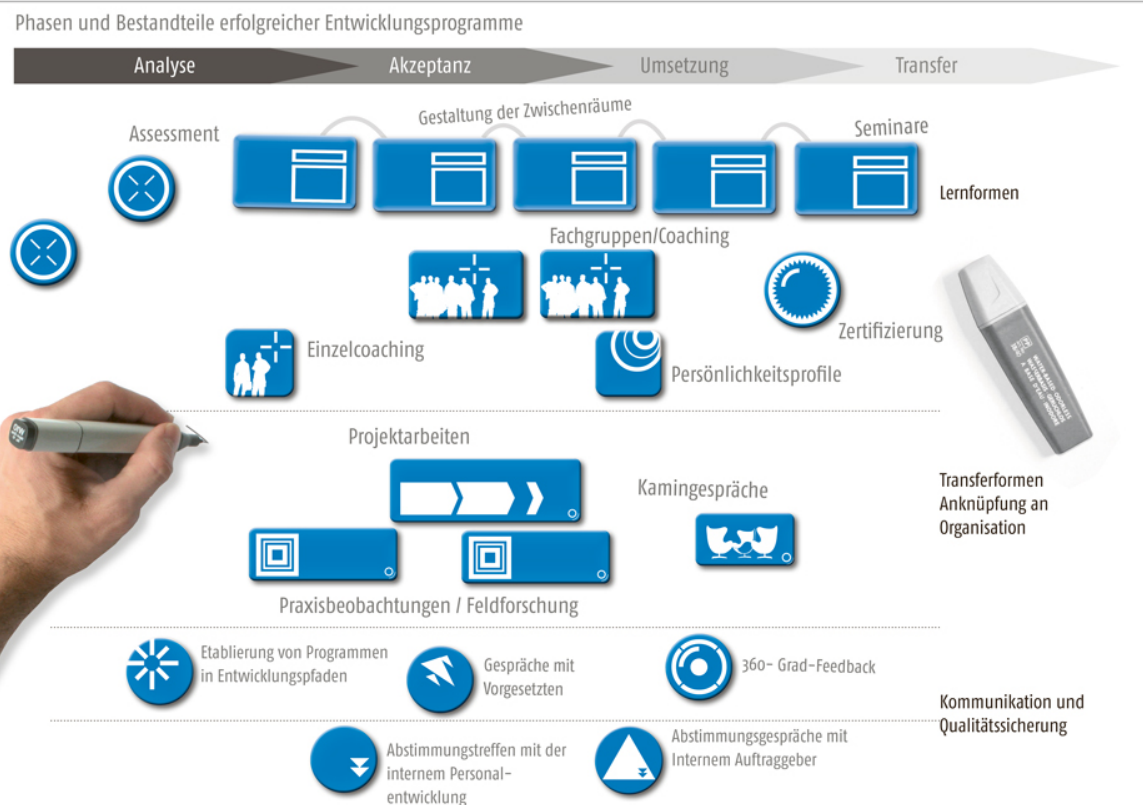 Phasen und Bestandteile erfolgreicher Entwicklungsprogramme
Analyse
Akzeptanz
Umsetzung
Transfer
Gestaltung der Zwischenräume
Assessment
Seminare
Lernformen
Fachgruppen/Coaching
Zertifizierung
Einzelcoaching
Persönlichkeitsprofile
Projektarbeiten
Kamingespräche
Transferformen
Anknüpfung an
Organisation
Praxisbeobachtungen / Feldforschung
Etablierung von Programmen
in Entwicklungspfaden
Gespräche mit
Vorgesetzten
360- Grad-Feedback
Kommunikation und
Qualitätssicherung
Abstimmungstreffen mit der
internem Personal-
entwicklung
Abstimmungsgespräche mit
Internem Auftraggeber